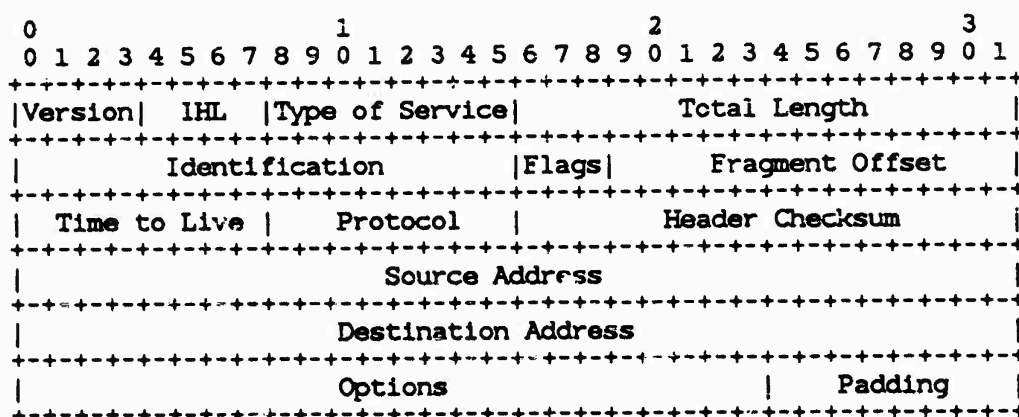 0                   1                   2                   3
0 1 2 3 4 5 6 7 8 9 0 1 2 3 4 5 6 7 8 9 0 1 2 3 4 5 6 7 8 9 0 1
+-+-+-+-+-+-+-+-+-+-+-+-+-+-+-+-+-+-+-+-+-+-+-+-+-+-+-+-+-+-+-+-+
|Version|  IHL  |Type of Service|          Total Length         |
+-+-+-+-+-+-+-+-+-+-+-+-+-+-+-+-+-+-+-+-+-+-+-+-+-+-+-+-+-+-+-+-+
|         Identification        |Flags|      Fragment Offset    |
+-+-+-+-+-+-+-+-+-+-+-+-+-+-+-+-+-+-+-+-+-+-+-+-+-+-+-+-+-+-+-+-+
|  Time to Live |    Protocol   |         Header Checksum       |
+-+-+-+-+-+-+-+-+-+-+-+-+-+-+-+-+-+-+-+-+-+-+-+-+-+-+-+-+-+-+-+-+
|                       Source Address                          |
+-+-+-+-+-+-+-+-+-+-+-+-+-+-+-+-+-+-+-+-+-+-+-+-+-+-+-+-+-+-+-+-+
|                    Destination Address                        |
+-+-+-+-+-+-+-+-+-+-+-+-+-+-+-+-+-+-+-+-+-+-+-+-+-+-+-+-+-+-+-+-+
|                    Options                    |    Padding    |
+-+-+-+-+-+-+-+-+-+-+-+-+-+-+-+-+-+-+-+-+-+-+-+-+-+-+-+-+-+-+-+-+